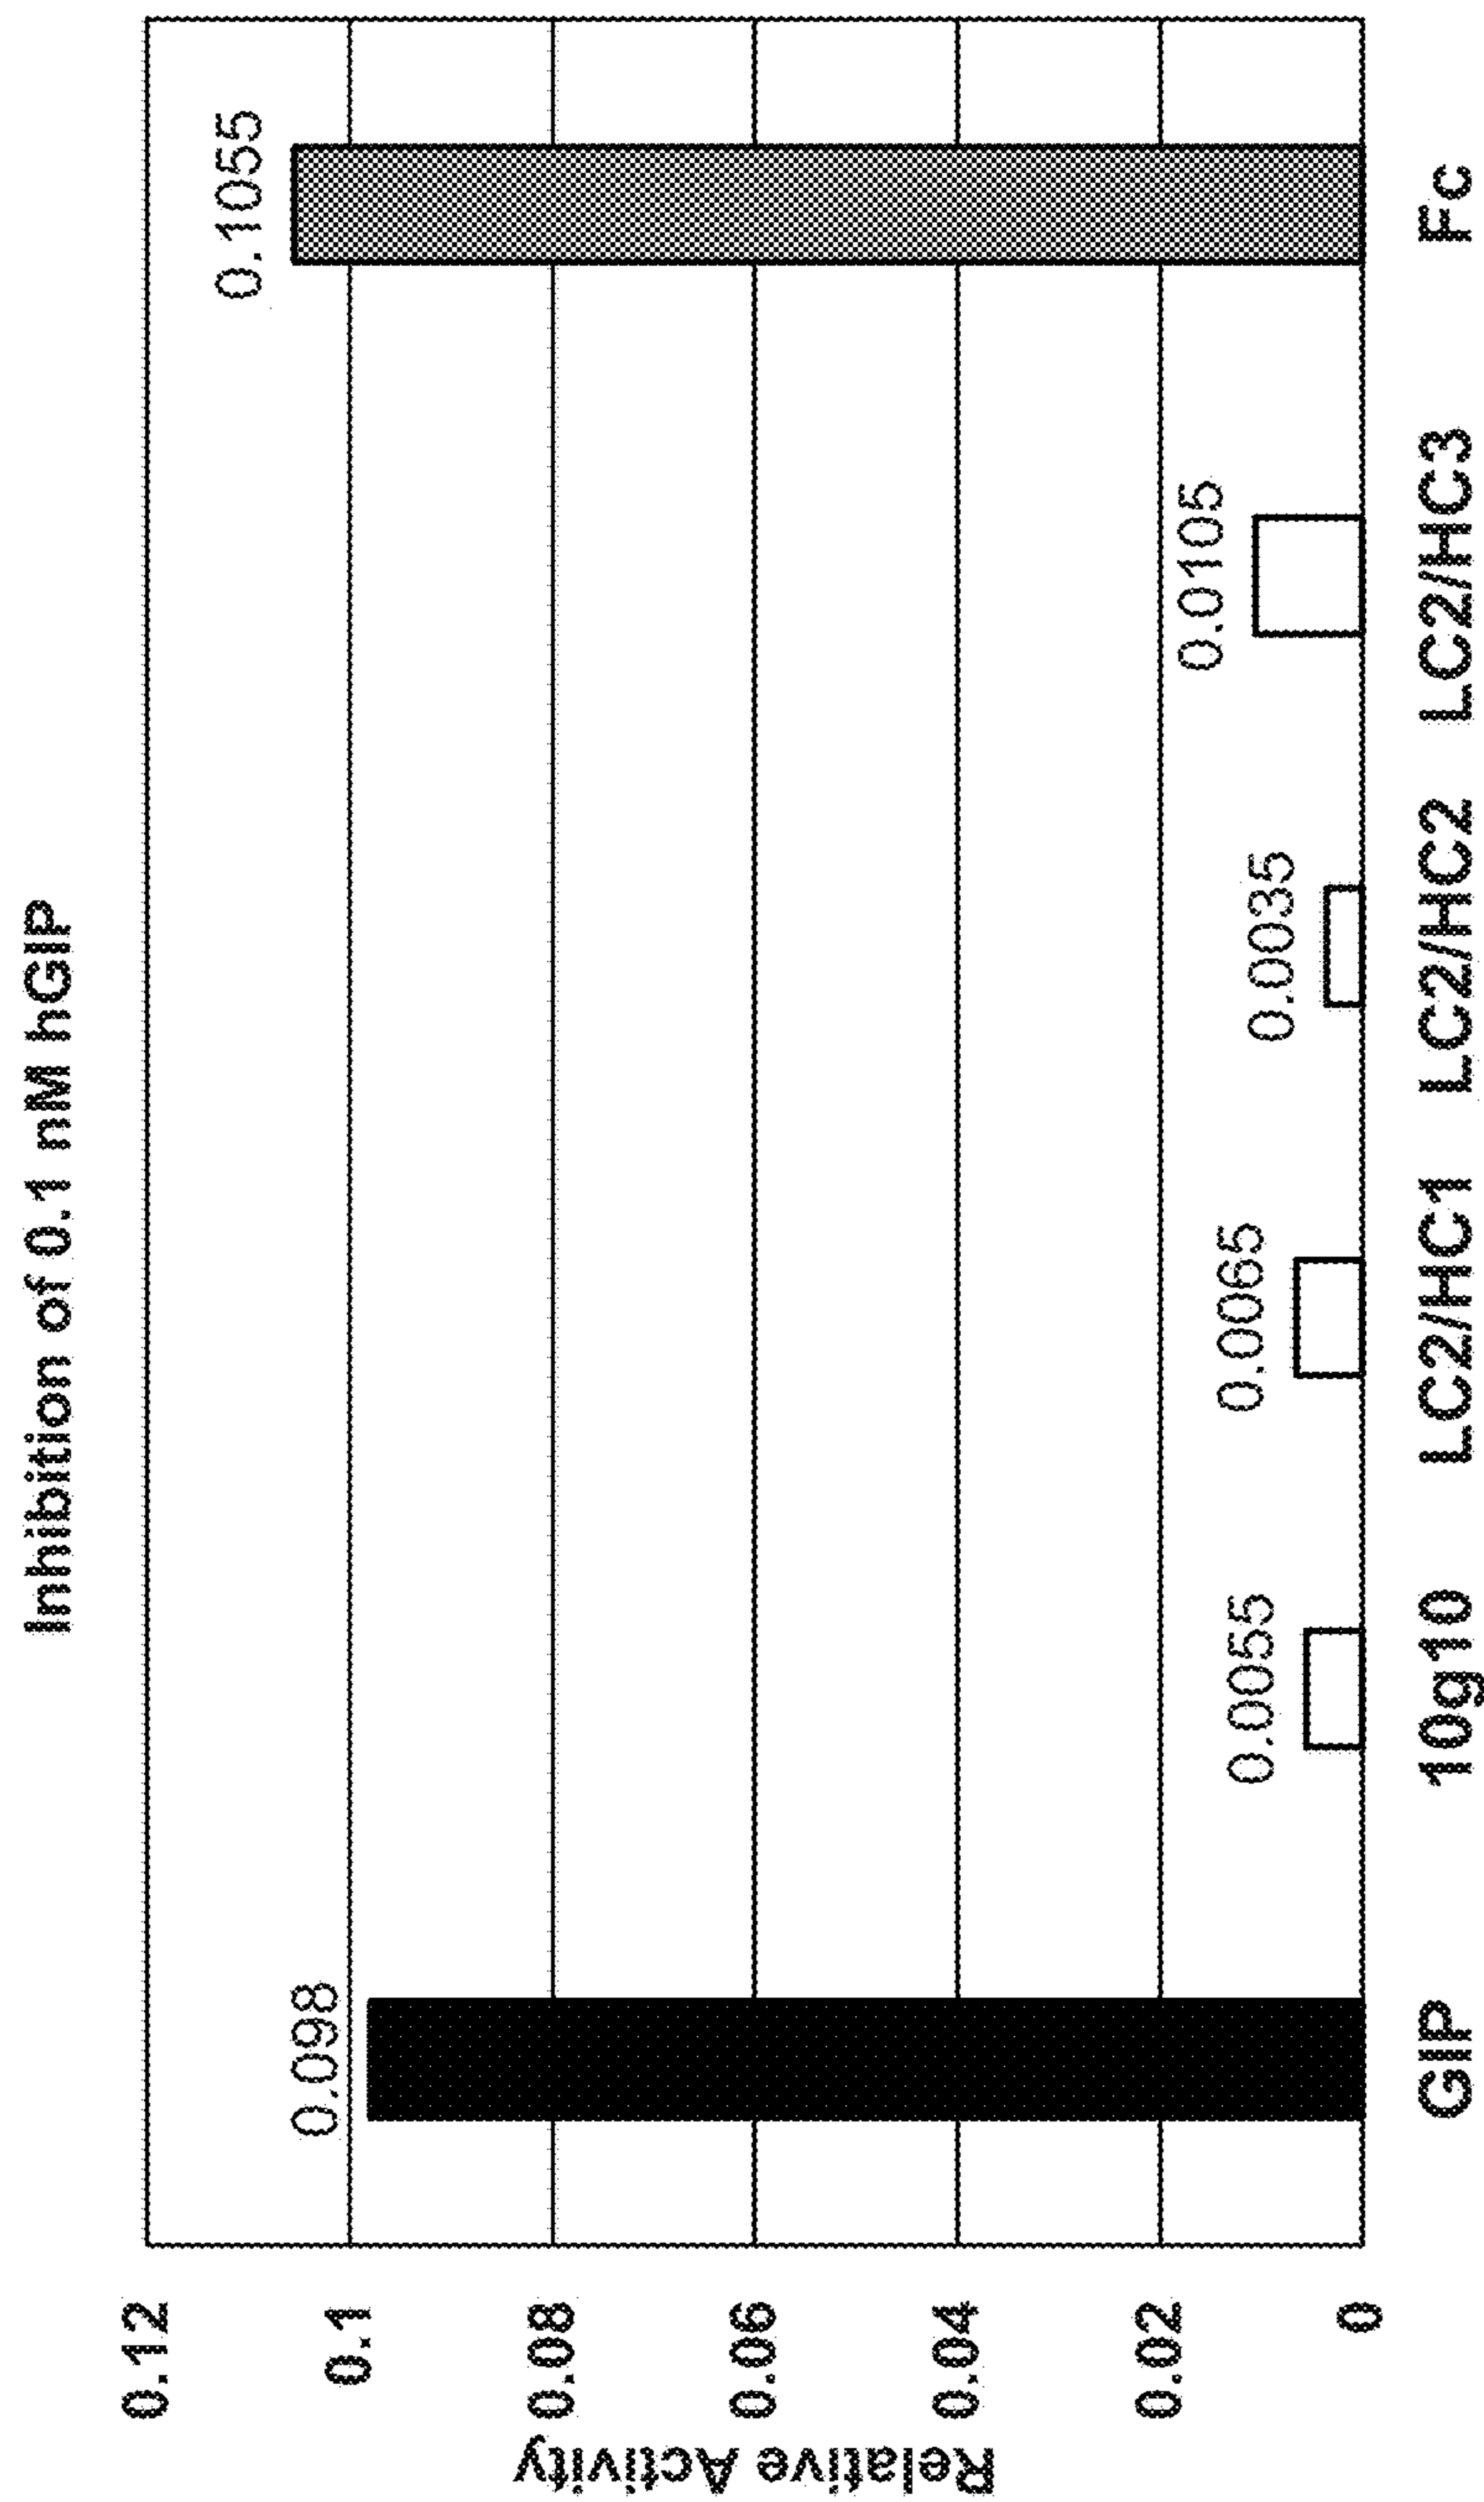 Inhibition of 0.1 nM hGIP
Relative Activity
0.12
0.1
0.08
0.06
0.04
0.02
0
0.098
0.0055
0.0065
0.0035
0.0105
0.1055
GIP
10g10
LC2/HC1
LC2/HC2
LC2/HC3
Fc